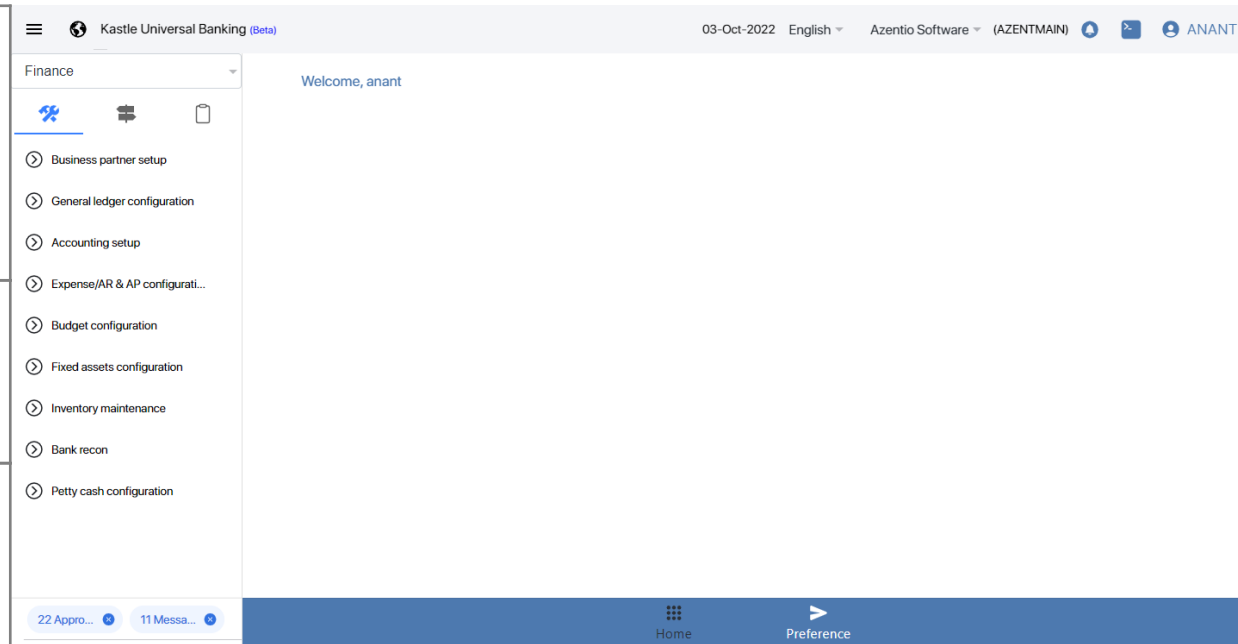 Kastle Universal Banking (Beta) 03-Oct-2022 English Azentio Software (AZENTMAIN) ANANT
Finance
Welcome, anant
Business partner setup
General ledger configuration
Accounting setup
Expense/AR & AP configurati...
Budget configuration
Fixed assets configuration
Inventory maintenance
Bank recon
Petty cash configuration
22 Appro... 11 Messa...
Home Preference